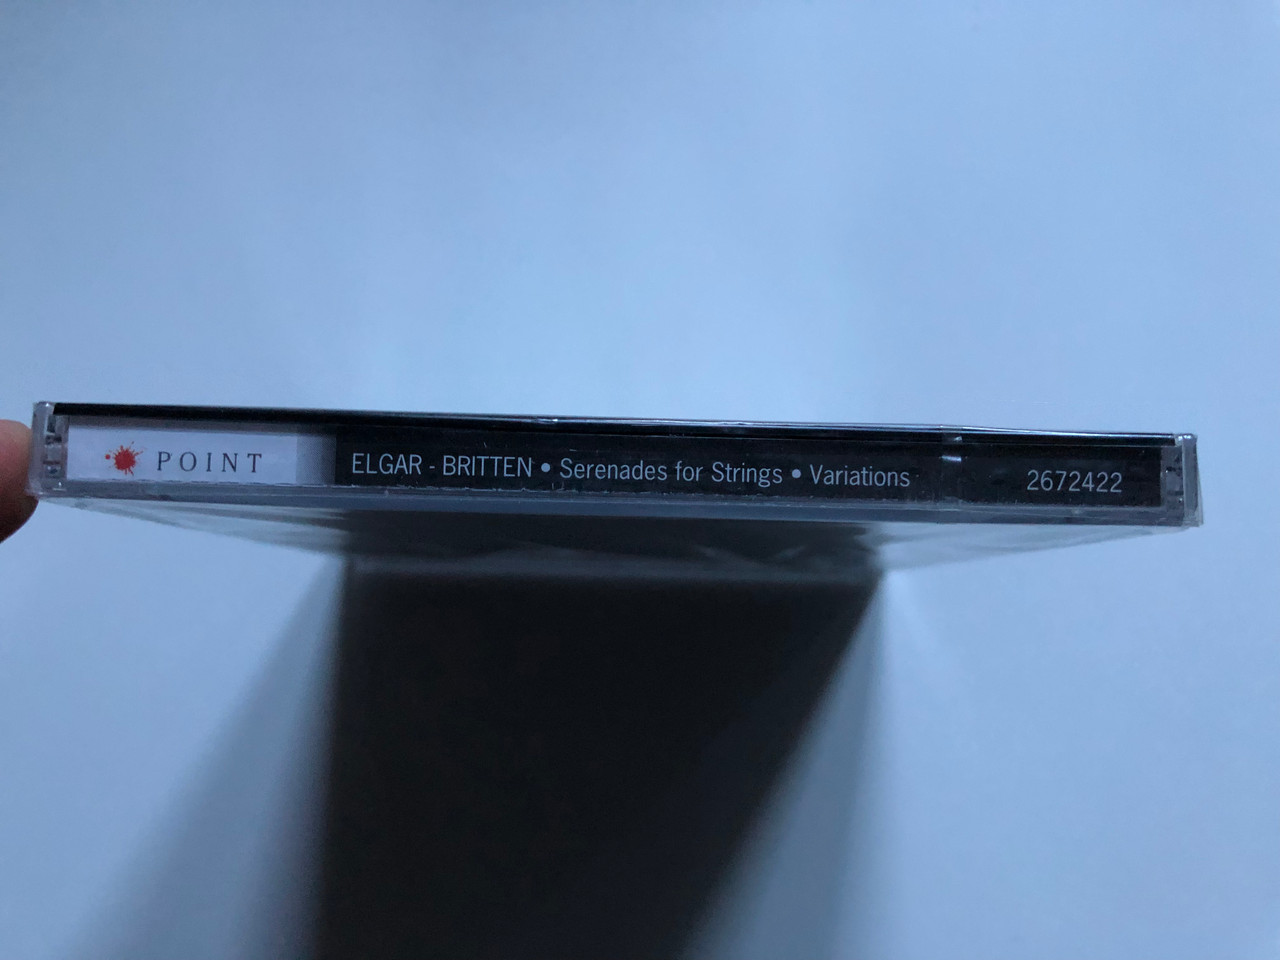 POINT ELGAR - BRITTEN • Serenades for Strings • Variations 2672422